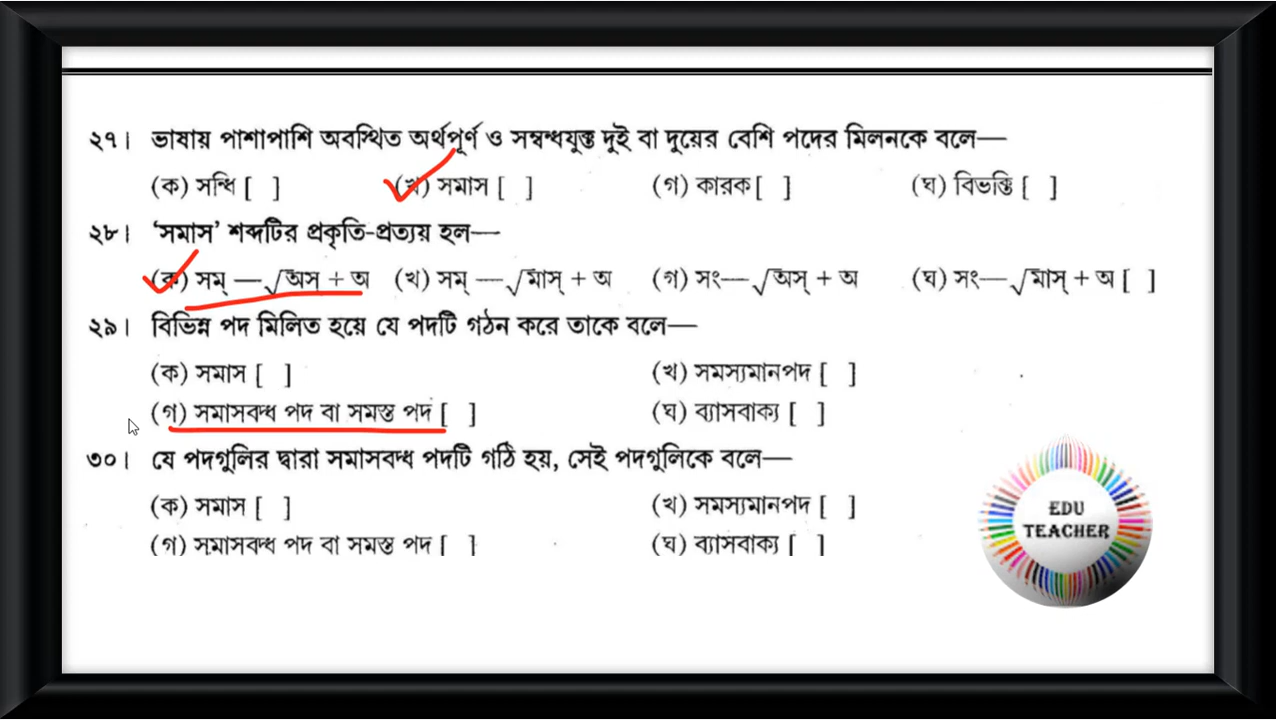 ২৭। ভাষায় পাশাপাশি অবস্থিত অর্থপূর্ণ ও সম্বন্ধযুক্ত দুই বা দুয়ের বেশি পদের মিলনকে বলে—
(ক) সন্ধি [ ] (খ) সমাস [ ] (গ) কারক [ ] (ঘ) বিভক্তি [ ]
২৮। ‘সমাস’ শব্দটির প্রকৃতি-প্রত্যয় হল—
(ক) সম্ — √অস্ + অ (খ) সম্ — √মাস্ + অ (গ) সং— √অস্ + অ (ঘ) সং— √মাস্ + অ [ ]
২৯। বিভিন্ন পদ মিলিত হয়ে যে পদটি গঠন করে তাকে বলে—
(ক) সমাস [ ] (খ) সমস্যমানপদ [ ]
(গ) সমাসবদ্ধ পদ বা সমস্ত পদ [ ] (ঘ) ব্যাসবাক্য [ ]
৩০। যে পদগুলির দ্বারা সমাসবদ্ধ পদটি গঠি হয়, সেই পদগুলিকে বলে—
(ক) সমাস [ ] (খ) সমস্যমানপদ [ ]
(গ) সমাসবদ্ধ পদ বা সমস্ত পদ [ ] (ঘ) ব্যাসবাক্য [ ]
EDU
TEACHER